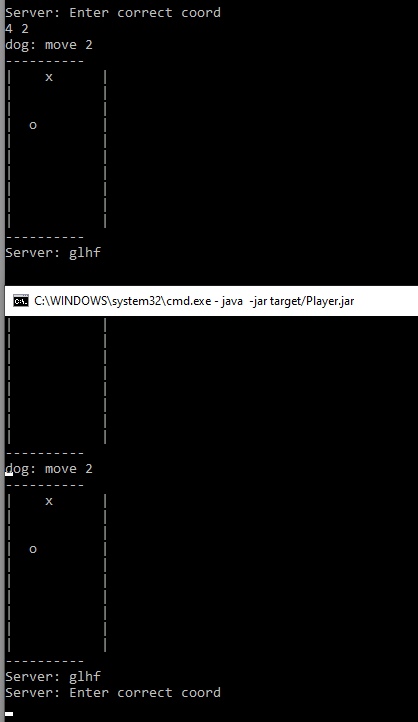 Server: Enter correct coord
4 2
dog: move 2
----------
|    x      |
|           |
|           |
|  o        |
|           |
|           |
|           |
|           |
|           |
|           |
----------
Server: glhf
C:\WINDOWS\system32\cmd.exe - java  -jar target/Player.jar
|           |
|           |
|           |
|           |
|           |
|           |
|           |
|           |
----------
dog: move 2
----------
|    x      |
|           |
|           |
|  o        |
|           |
|           |
|           |
|           |
|           |
|           |
----------
Server: glhf
Server: Enter correct coord